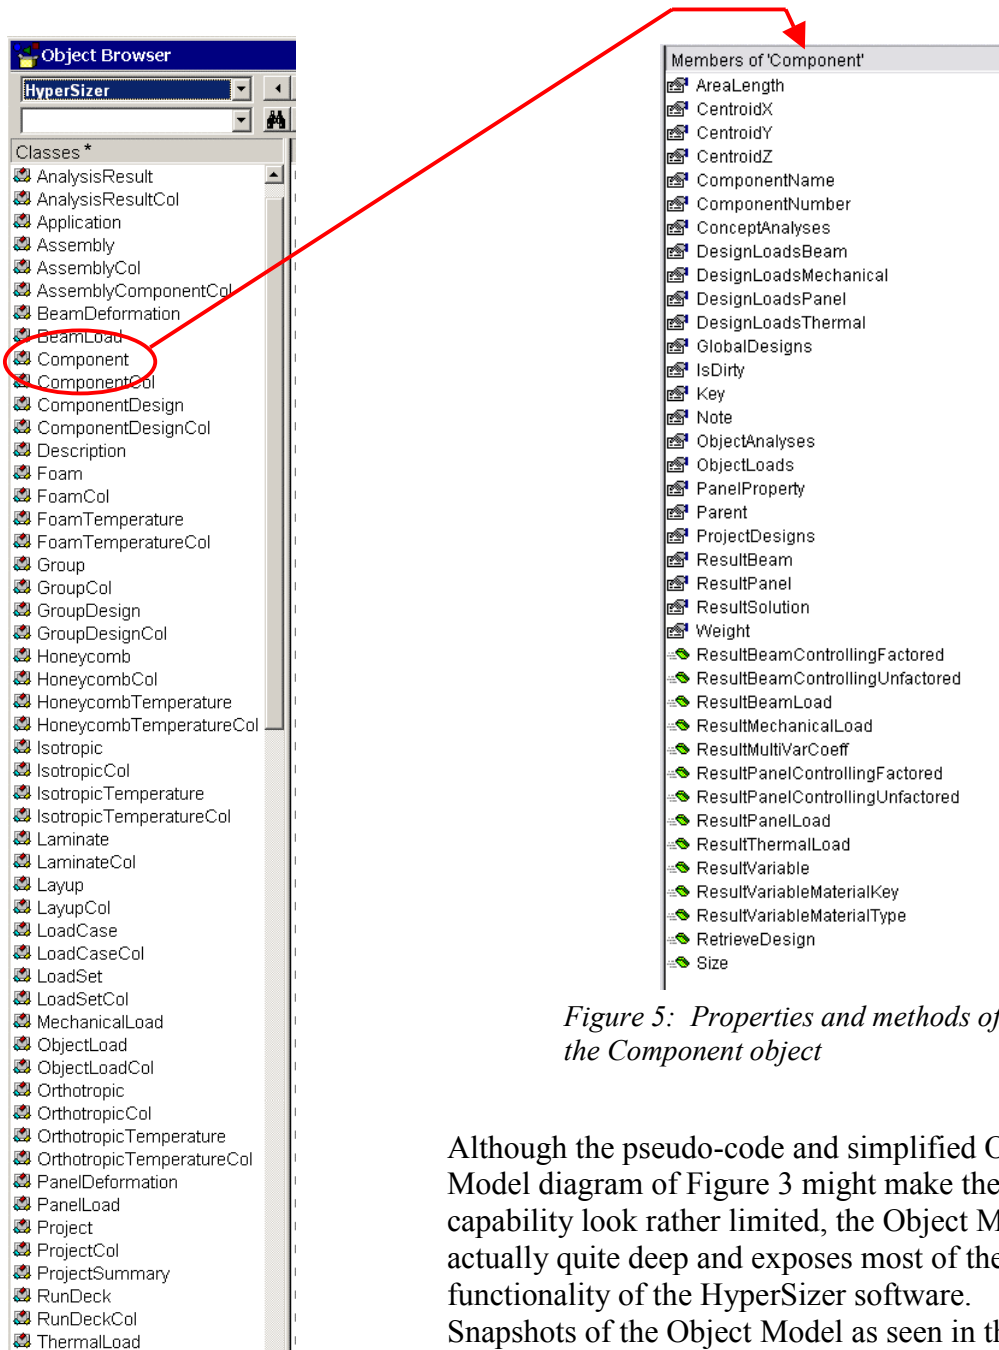 Object Browser
HyperSizer
Classes *
AnalysisResult
AnalysisResultCol
Application
Assembly
AssemblyCol
AssemblyComponentCol
BeamDeformation
BeamLoad
Component
ComponentCol
ComponentDesign
ComponentDesignCol
Description
Foam
FoamCol
FoamTemperature
FoamTemperatureCol
Group
GroupCol
GroupDesign
GroupDesignCol
Honeycomb
HoneycombCol
HoneycombTemperature
HoneycombTemperatureCol
Isotropic
IsotropicCol
IsotropicTemperature
IsotropicTemperatureCol
Laminate
LaminateCol
Layup
LayupCol
LoadCase
LoadCaseCol
LoadSet
LoadSetCol
MechanicalLoad
ObjectLoad
ObjectLoadCol
Orthotropic
OrthotropicCol
OrthotropicTemperature
OrthotropicTemperatureCol
PanelDeformation
PanelLoad
Project
ProjectCol
ProjectSummary
RunDeck
RunDeckCol
ThermalLoad
Members of 'Component'
AreaLength
CentroidX
CentroidY
CentroidZ
ComponentName
ComponentNumber
ConceptAnalyses
DesignLoadsBeam
DesignLoadsMechanical
DesignLoadsPanel
DesignLoadsThermal
GlobalDesigns
IsDirty
Key
Note
ObjectAnalyses
ObjectLoads
PanelProperty
Parent
ProjectDesigns
ResultBeam
ResultPanel
ResultSolution
Weight
ResultBeamControllingFactored
ResultBeamControllingUnfactored
ResultBeamLoad
ResultMechanicalLoad
ResultMultiVarCoeff
ResultPanelControllingFactored
ResultPanelControllingUnfactored
ResultPanelLoad
ResultThermalLoad
ResultVariable
ResultVariableMaterialKey
ResultVariableMaterialType
RetrieveDesign
Size
Figure 5: Properties and methods of
the Component object
Although the pseudo-code and simplified
Model diagram of Figure 3 might make the
capability look rather limited, the Object
actually quite deep and exposes most of the
functionality of the HyperSizer software.
Snapshots of the Object Model as seen in